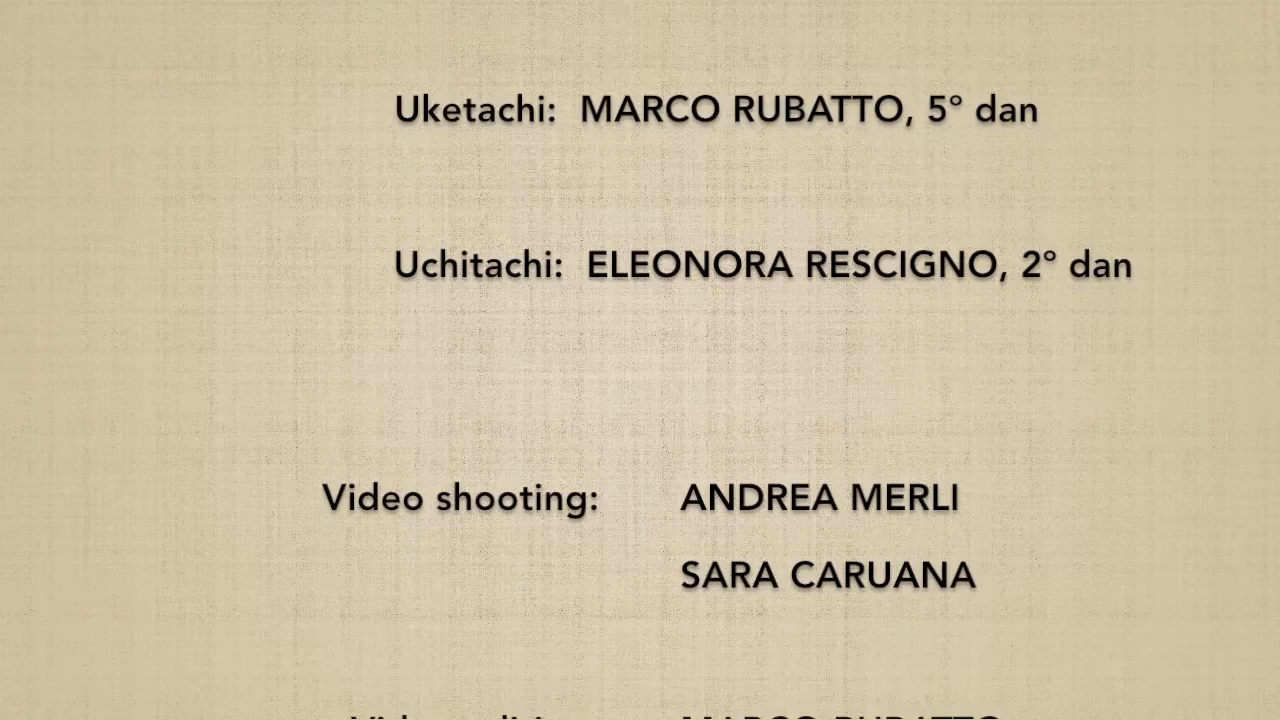 Uketachi: MARCO RUBATTO, 5° dan
Uchitachi: ELEONORA RESCIGNO, 2° dan
Video shooting: ANDREA MERLI
SARA CARUANA